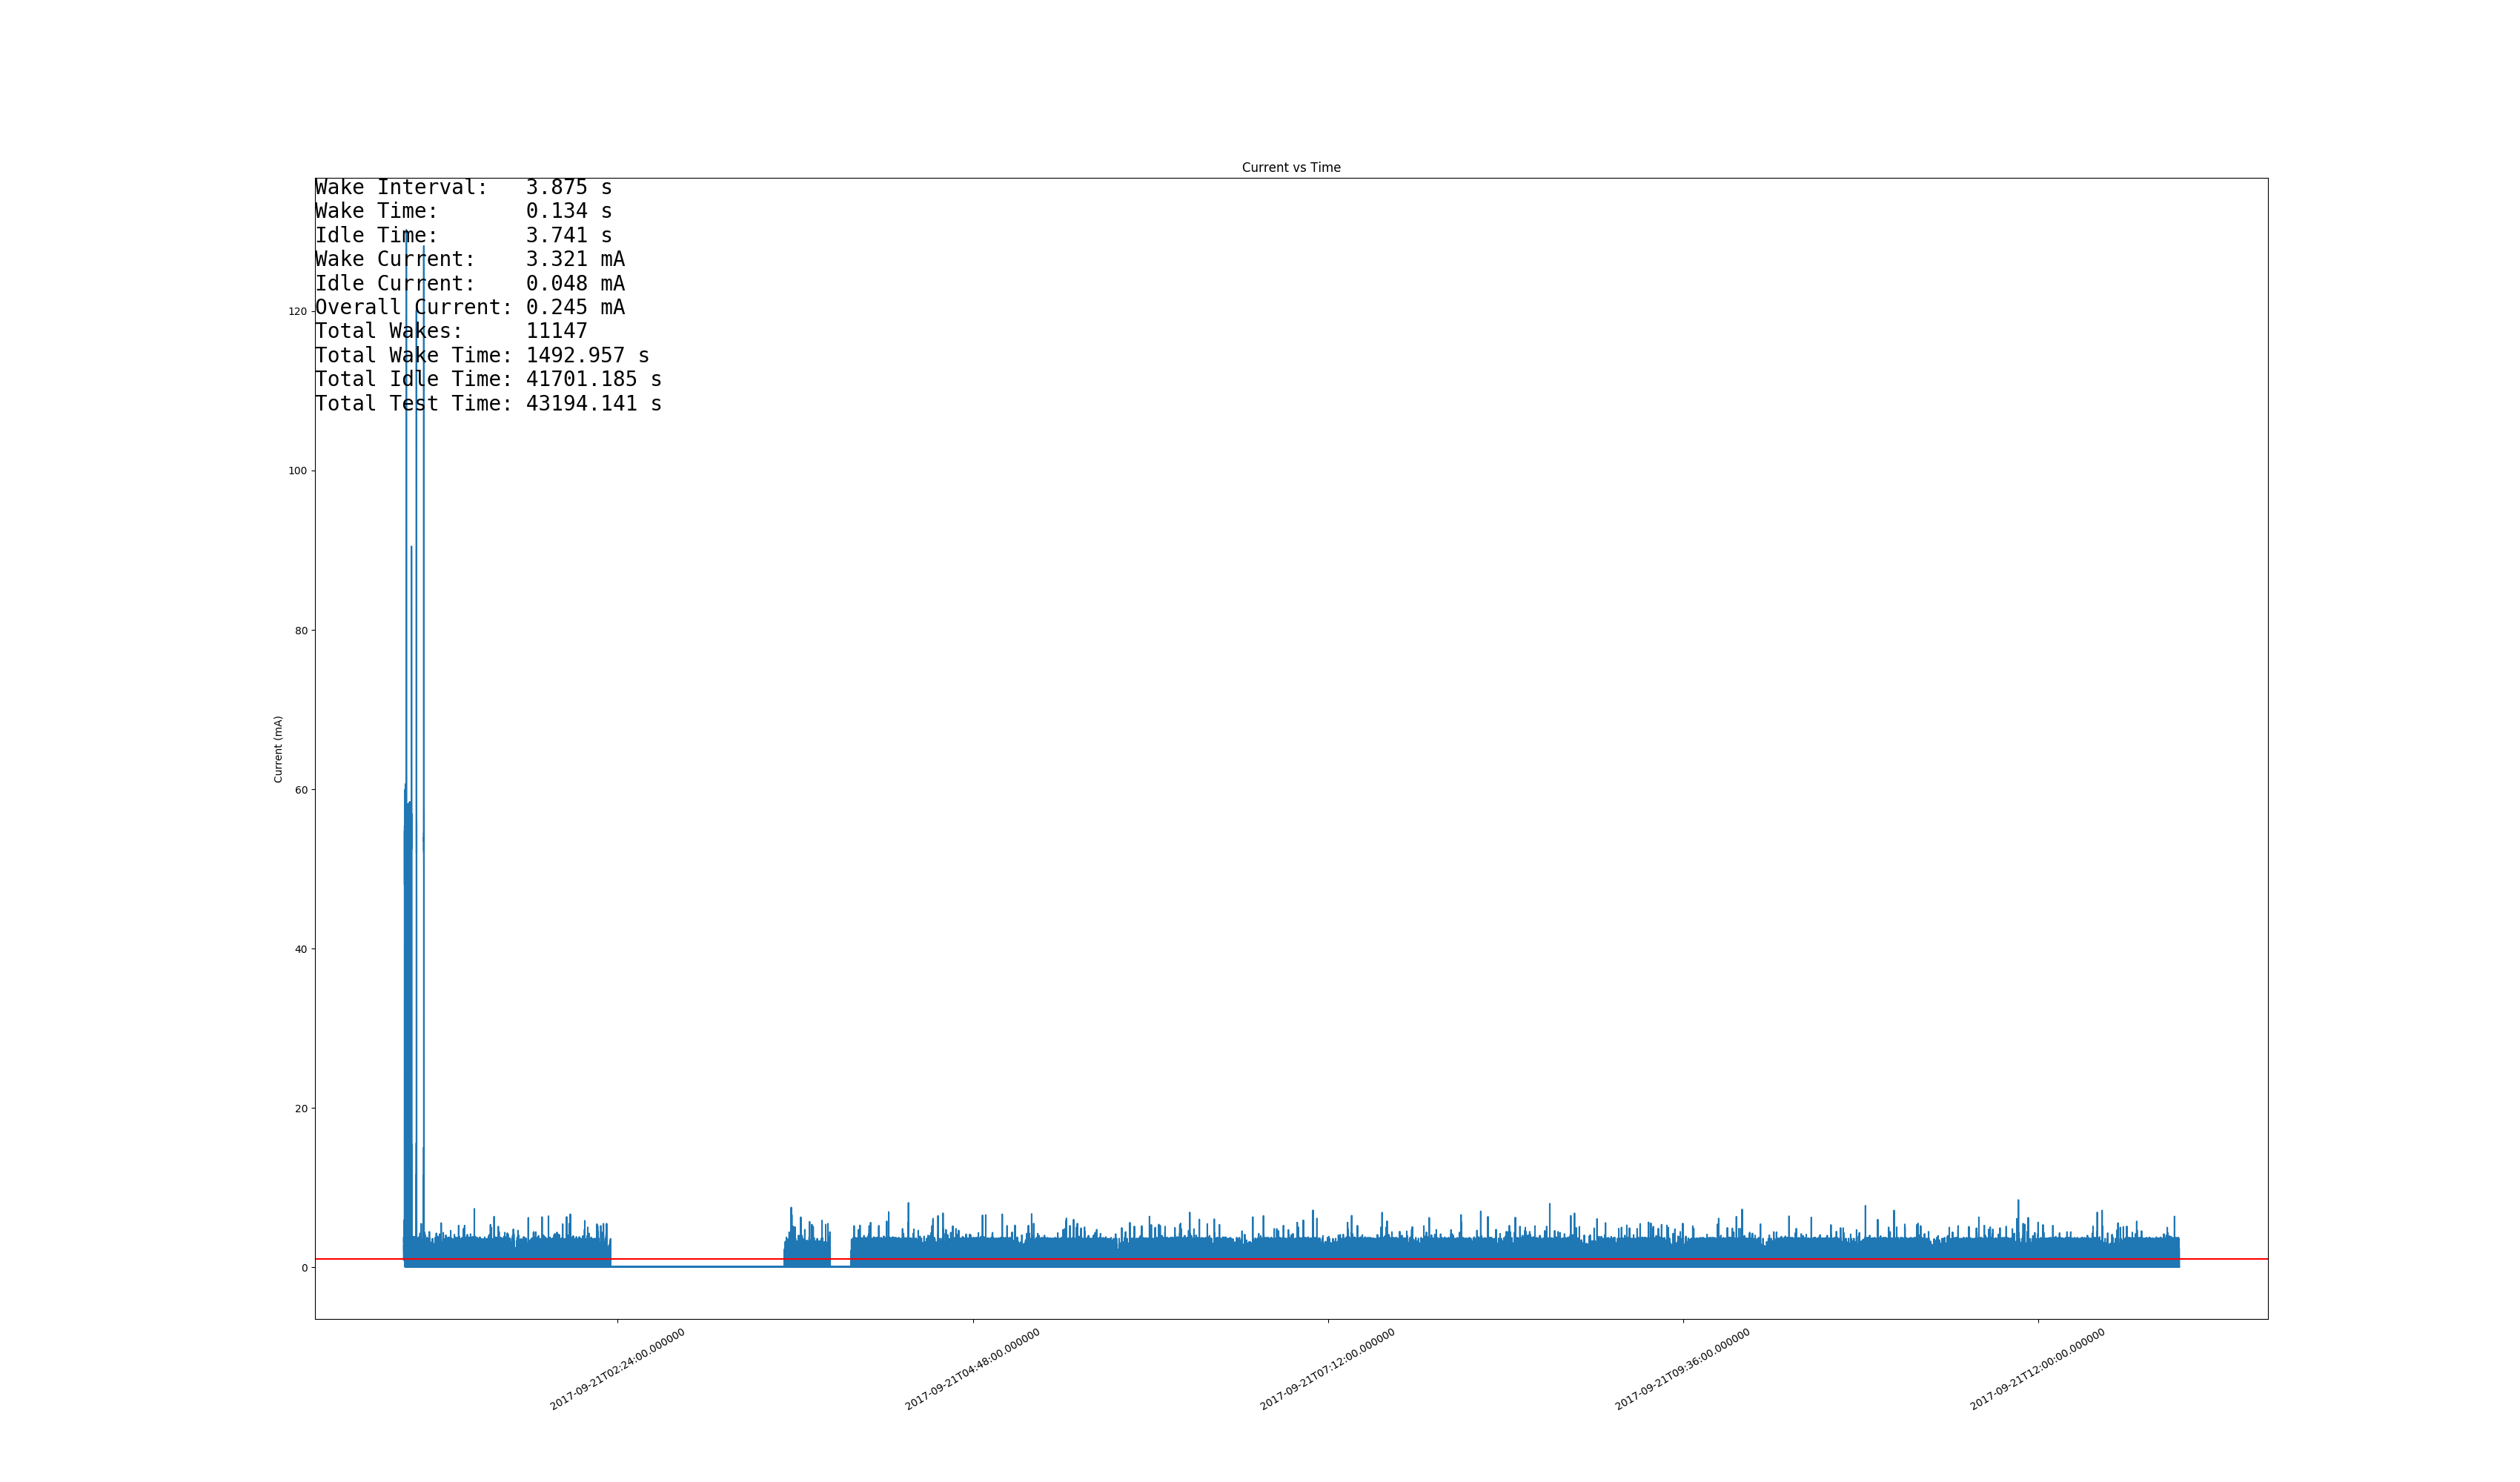 Current vs Time
Wake Interval:   3.875 s
Wake Time:       0.134 s
Idle Time:       3.741 s
Wake Current:    3.321 mA
Idle Current:    0.048 mA
Overall Current: 0.245 mA
Total Wakes:     11147
Total Wake Time: 1492.957 s
Total Idle Time: 41701.185 s
Total Test Time: 43194.141 s
120
100
80
60
40
20
0
Current (mA)
2017-09-21T02:24:00.000000
2017-09-21T04:48:00.000000
2017-09-21T07:12:00.000000
2017-09-21T09:36:00.000000
2017-09-21T12:00:00.000000